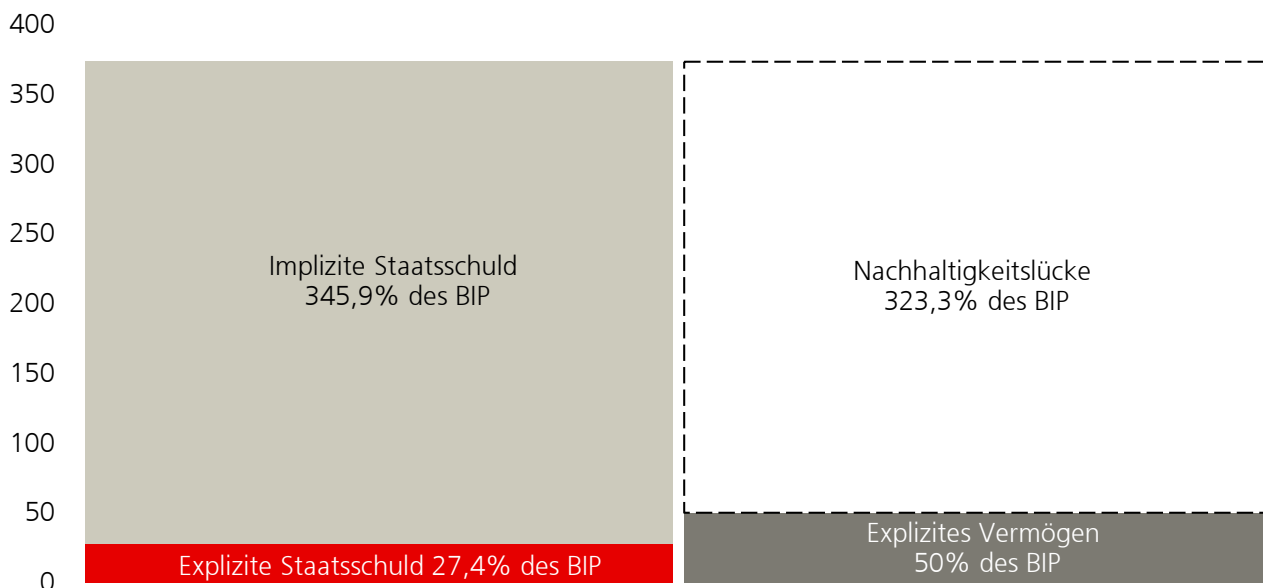 400
350
300
250
200
150
100
50
0
Implizite Staatsschuld
345,9% des BIP
Explizite Staatsschuld 27,4% des BIP
Nachhaltigkeitslücke
323,3% des BIP
Explizites Vermögen
50% des BIP